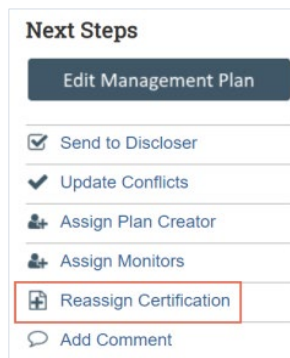 Next Steps
Edit Management Plan
Send to Discloser
Update Conflicts
Assign Plan Creator
Assign Monitors
Reassign Certification
Add Comment